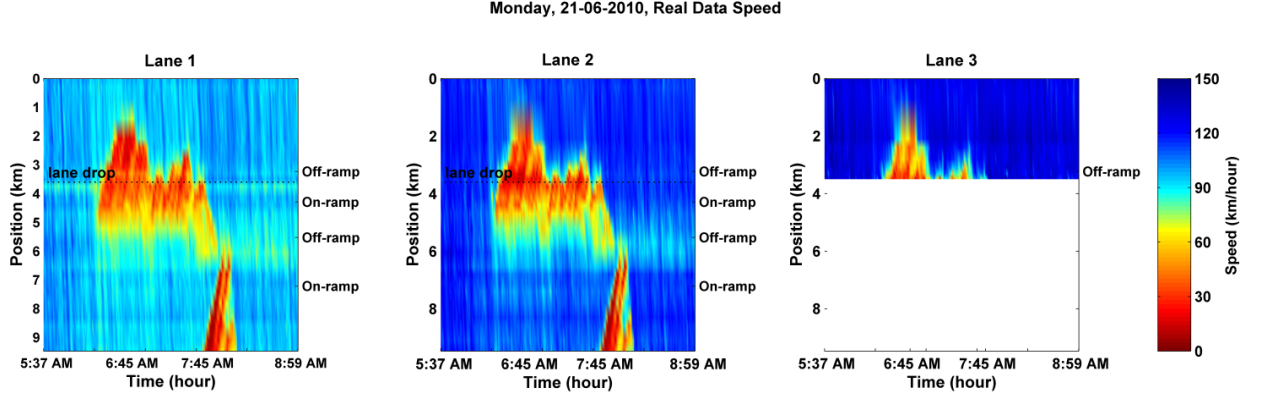 Monday, 21-06-2010, Real Data Speed
Lane 1
Position (km)
0
1
2
3
4
5
6
7
8
9
lane drop
Off-ramp
On-ramp
Off-ramp
On-ramp
5:37 AM
6:45 AM
7:45 AM
8:59 AM
Time (hour)
Lane 2
Position (km)
0
2
4
6
8
lane drop
Off-ramp
On-ramp
Off-ramp
On-ramp
5:37 AM
6:45 AM
7:45 AM
8:59 AM
Time (hour)
Lane 3
Position (km)
0
2
4
6
8
Off-ramp
5:37 AM
6:45 AM
7:45 AM
8:59 AM
Time (hour)
150
120
90
60
30
0
Speed (km/hour)